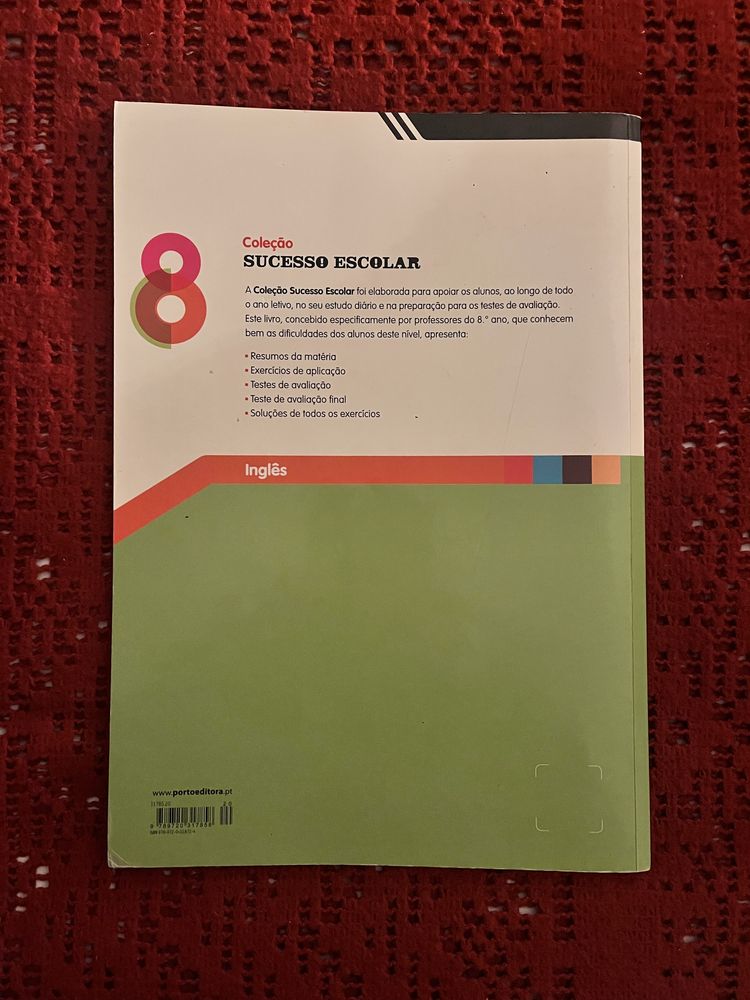 8
Coleção
SUCESSO ESCOLAR
A Coleção Sucesso Escolar foi elaborada para apoiar os alunos, ao longo de todo
o ano letivo, no seu estudo diário e na preparação para os testes de avaliação.
Este livro, concebido especificamente por professores do 8.º ano, que conhecem
bem as dificuldades dos alunos deste nível, apresenta:
• Resumos da matéria
• Exercícios de aplicação
• Testes de avaliação
• Teste de avaliação final
• Soluções de todos os exercícios
Inglês
www.portoeditora.pt
20
ISBN